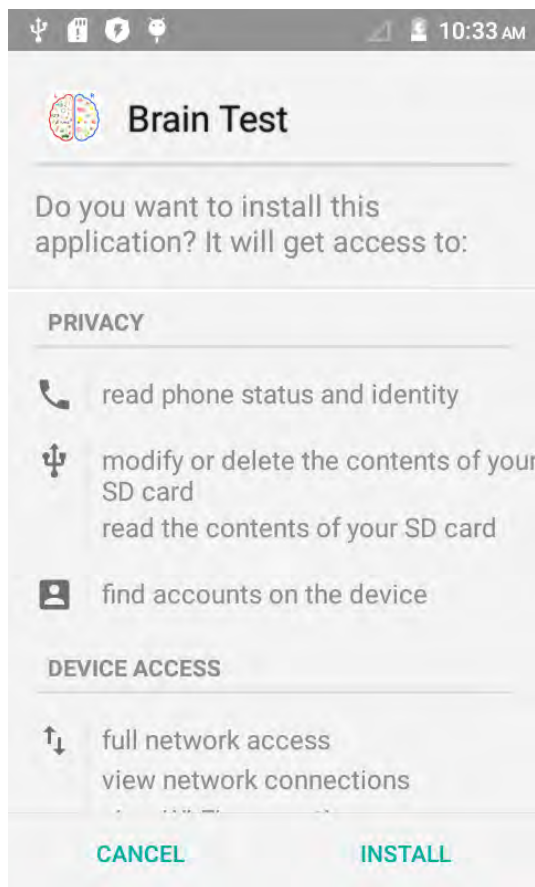 10:33 AM
Brain Test
Do you want to install this
application? It will get access to:
PRIVACY
read phone status and identity
modify or delete the contents of your
SD card
read the contents of your SD card
find accounts on the device
DEVICE ACCESS
full network access
view network connections
CANCEL INSTALL